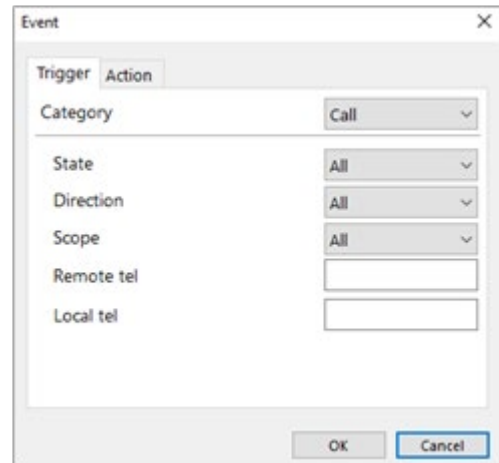 Event
Trigger Action
Category Call
State All
Direction All
Scope All
Remote tel
Local tel
OK Cancel